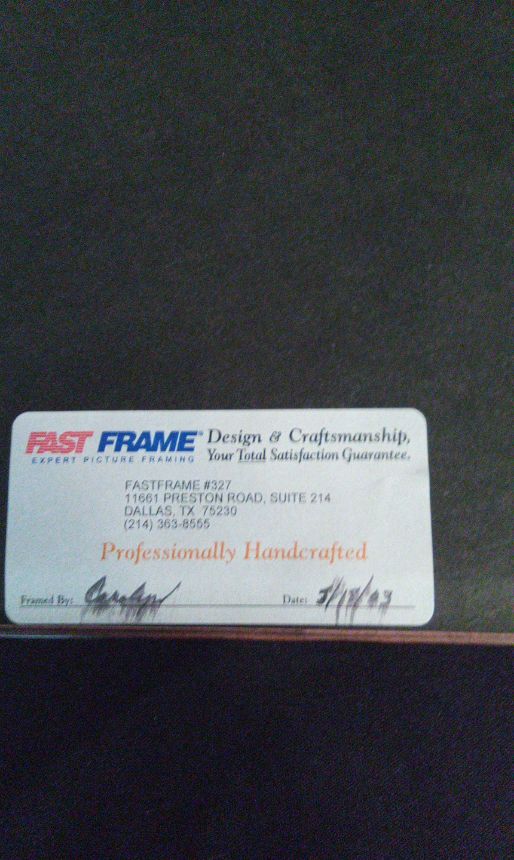 FAST FRAME
EXPERT PICTURE FRAMING
Design & Craftsmanship,
Your Total Satisfaction Guarantee.
FASTFRAME #327
11661 PRESTON ROAD, SUITE 214
DALLAS, TX 75230
(214) 363-8555
Professionally Handcrafted
Framed By: Carolyn Date: